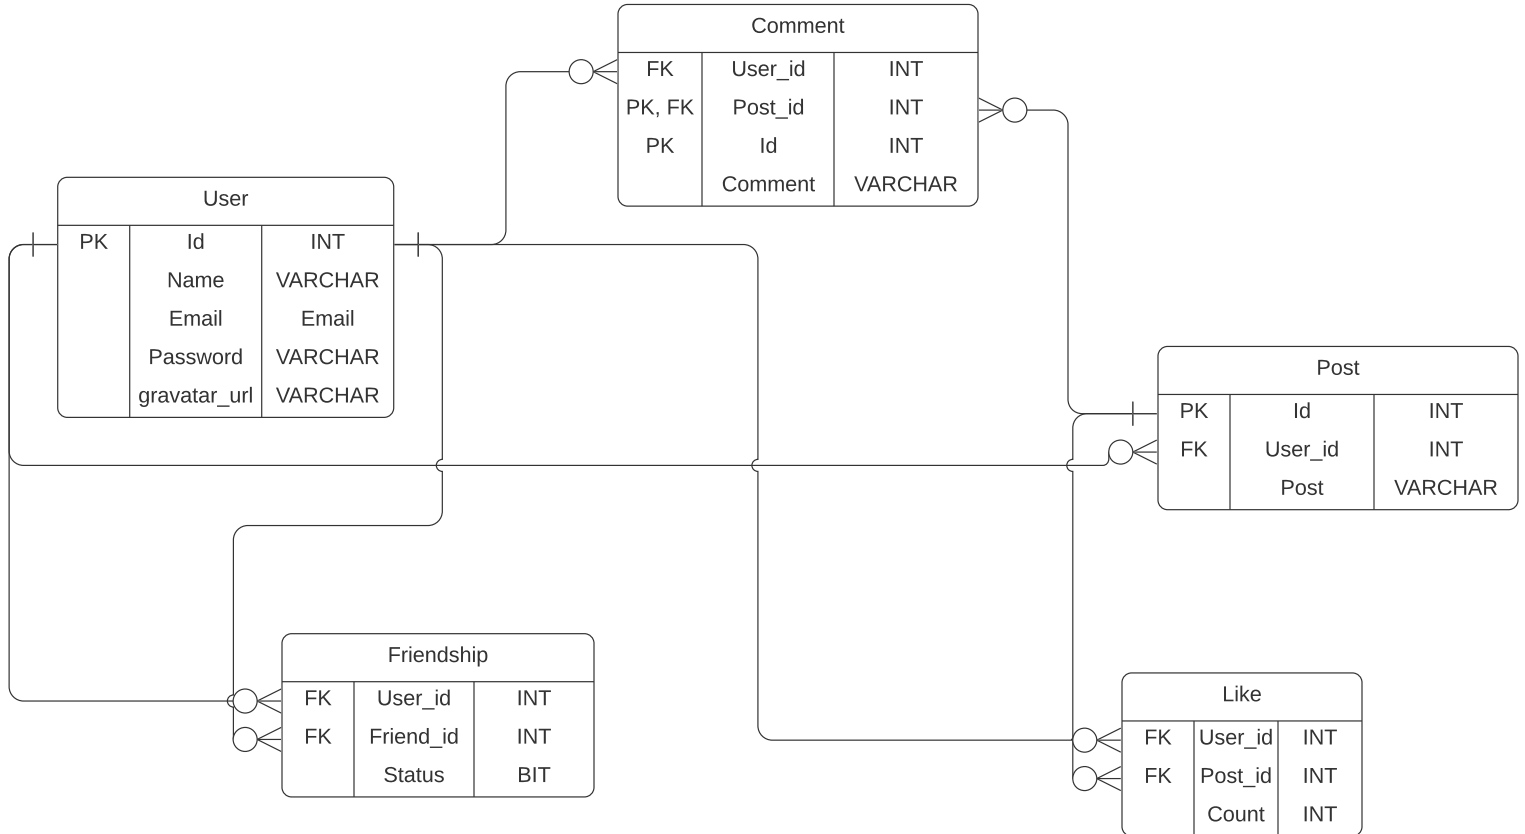 Comment
FK User_id INT
PK, FK Post_id INT
PK Id INT
Comment VARCHAR
User
PK Id INT
Name VARCHAR
Email Email
Password VARCHAR
gravatar_url VARCHAR
Post
PK Id INT
FK User_id INT
Post VARCHAR
Friendship
FK User_id INT
FK Friend_id INT
Status BIT
Like
FK User_id INT
FK Post_id INT
Count INT